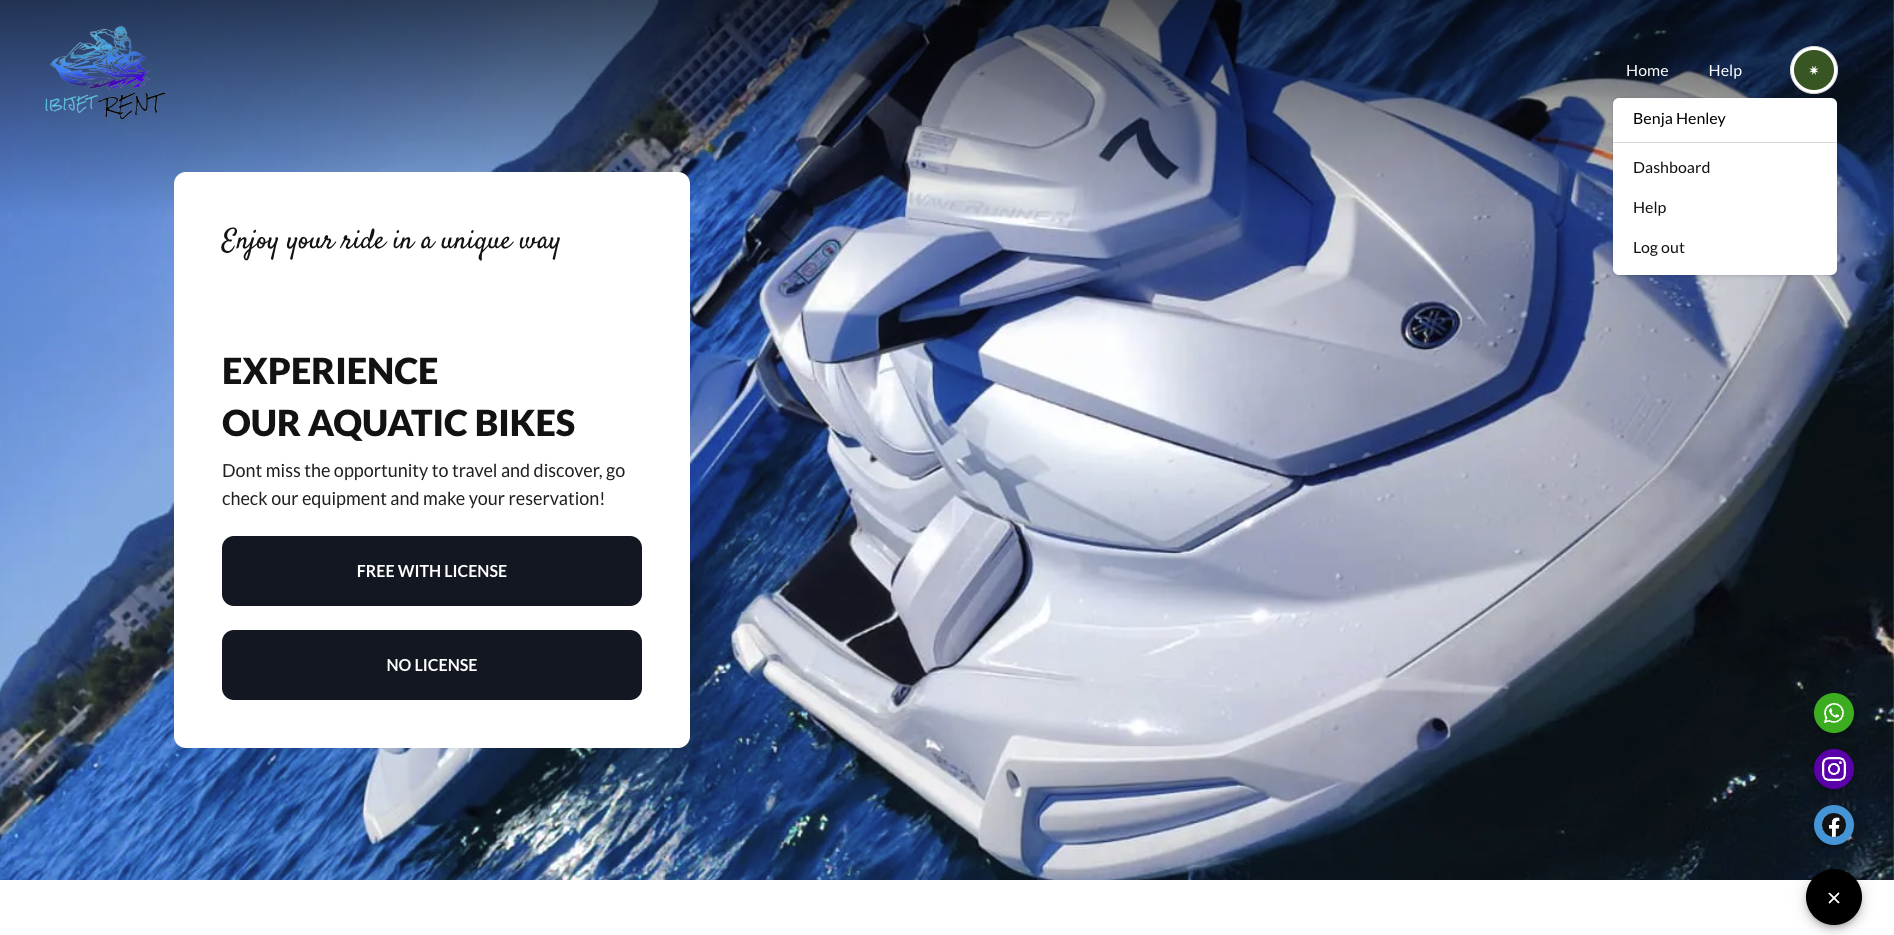 IBIJET RENT
Home
Help
Benja Henley
Dashboard
Help
Log out
Enjoy your ride in a unique way
EXPERIENCE
OUR AQUATIC BIKES
Dont miss the opportunity to travel and discover, go
check our equipment and make your reservation!
FREE WITH LICENSE
NO LICENSE
7
WAVERUNNER